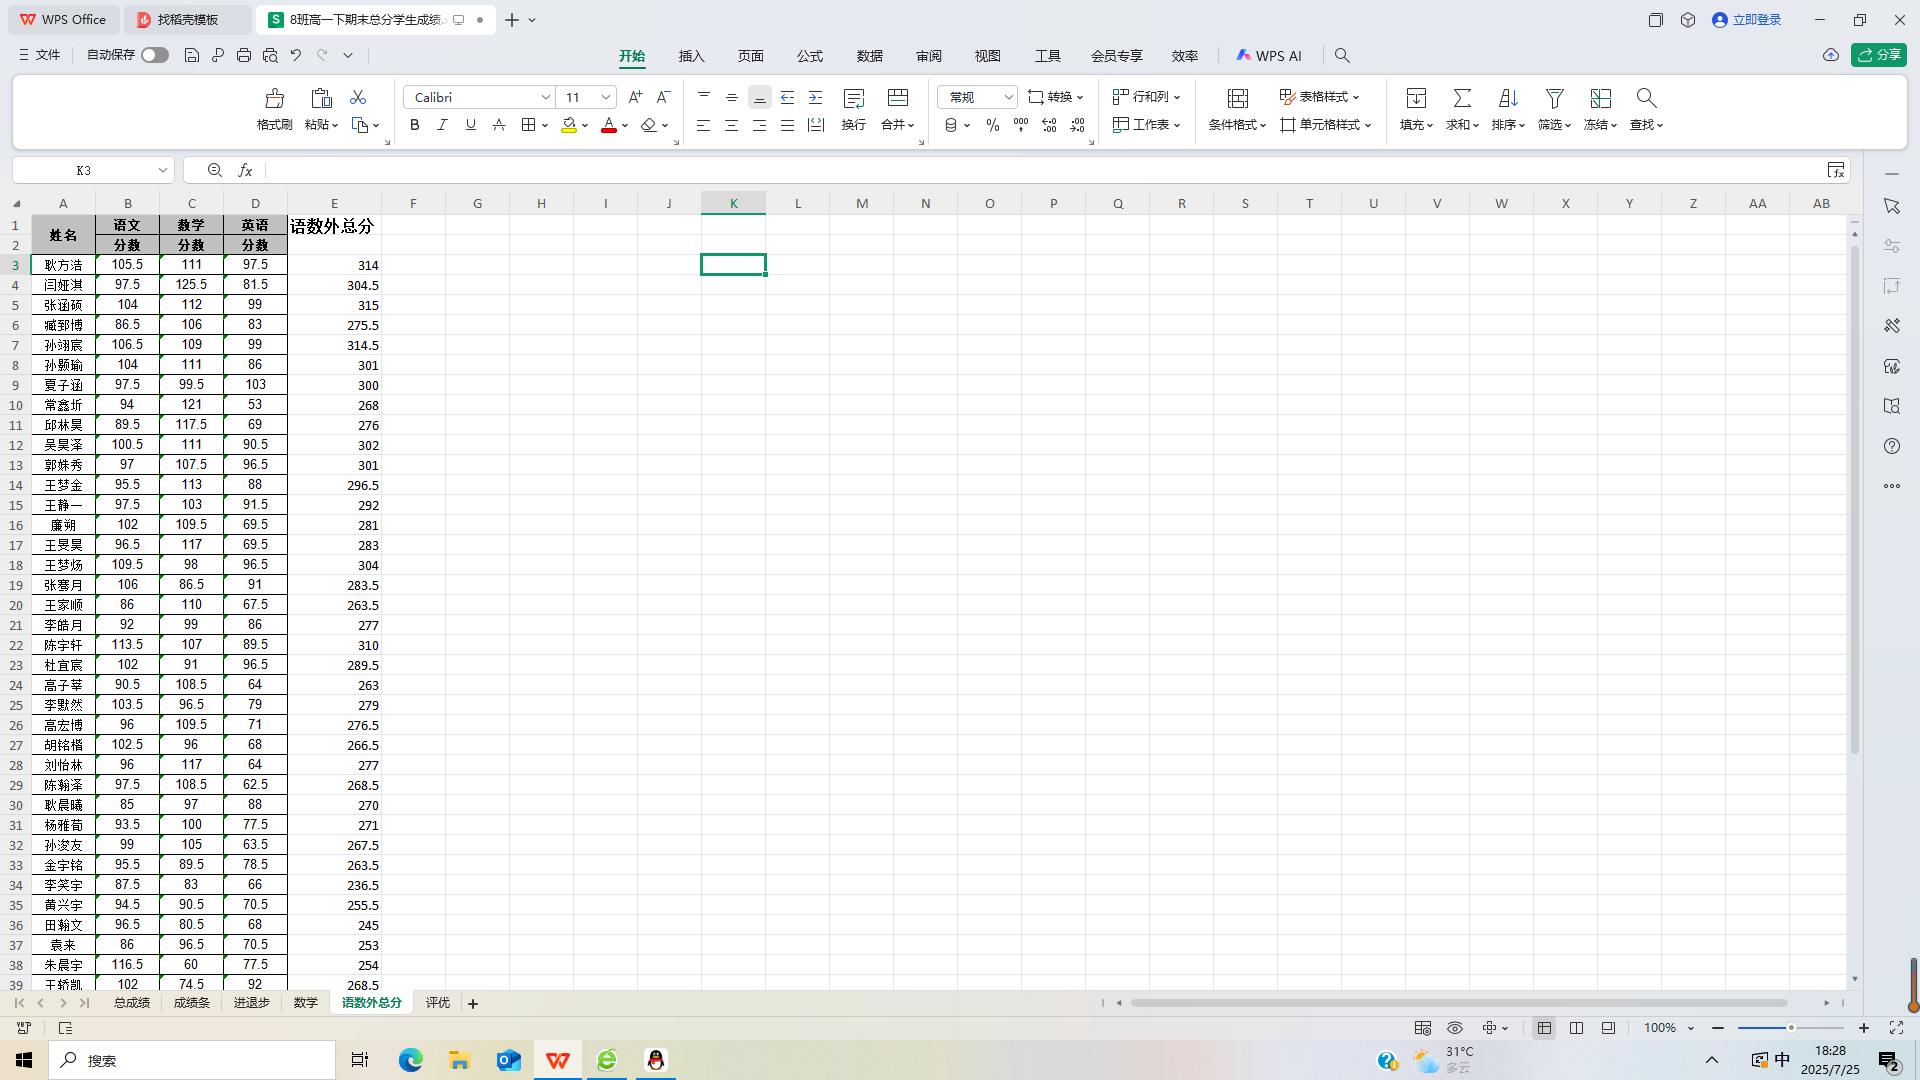 WPS Office
找稻壳模板
8班高一下期末总分学生成绩.
立即登录
文件
自动保存
开始 插入 页面 公式 数据 审阅 视图 工具 会员专享 效率 WPS AI
分享
Calibri 11 常规 转换 行和列 表格样式
格式刷 粘贴 换行 合并 工作表 条件格式 单元格样式 填充 求和 排序 筛选 冻结 查找
K3
fx
A B C D E F G H I J K L M N O P Q R S T U V W X Y Z AA AB
1 姓名 语文 数学 英语 语数外总分
2 分数 分数 分数
3 耿方浩 105.5 111 97.5 314
4 闫娅淇 97.5 125.5 81.5 304.5
5 张涵硕 104 112 99 315
6 臧郅博 86.5 106 83 275.5
7 孙翊宸 106.5 109 99 314.5
8 孙颢瑜 104 111 86 301
9 夏子涵 97.5 99.5 103 300
10 常鑫圻 94 121 53 268
11 邱林昊 89.5 117.5 69 276
12 吴昊泽 100.5 111 90.5 302
13 郭姝秀 97 107.5 96.5 301
14 王梦金 95.5 113 88 296.5
15 王静一 97.5 103 91.5 292
16 廉朔 102 109.5 69.5 281
17 王旻昊 96.5 117 69.5 283
18 王梦炀 109.5 98 96.5 304
19 张骞月 106 86.5 91 283.5
20 王家顺 86 110 67.5 263.5
21 李皓月 92 99 86 277
22 陈宇轩 113.5 107 89.5 310
23 杜宜宸 102 91 96.5 289.5
24 高子莘 90.5 108.5 64 263
25 李默然 103.5 96.5 79 279
26 高宏博 96 109.5 71 276.5
27 胡铭楷 102.5 96 68 266.5
28 刘怡林 96 117 64 277
29 陈瀚泽 97.5 108.5 62.5 268.5
30 耿晨曦 85 97 88 270
31 杨雅荀 93.5 100 77.5 271
32 孙浚友 99 105 63.5 267.5
33 金宇铭 95.5 89.5 78.5 263.5
34 李笑宇 87.5 83 66 236.5
35 黄兴宇 94.5 90.5 70.5 255.5
36 田瀚文 96.5 80.5 68 245
37 袁来 86 96.5 70.5 253
38 朱晨宇 116.5 60 77.5 254
39 王轿凯 102 74.5 92 268.5
总成绩 成绩条 进退步 数学 语数外总分 评优
100%
搜索
31°C
多云
中
18:28
2025/7/25
2